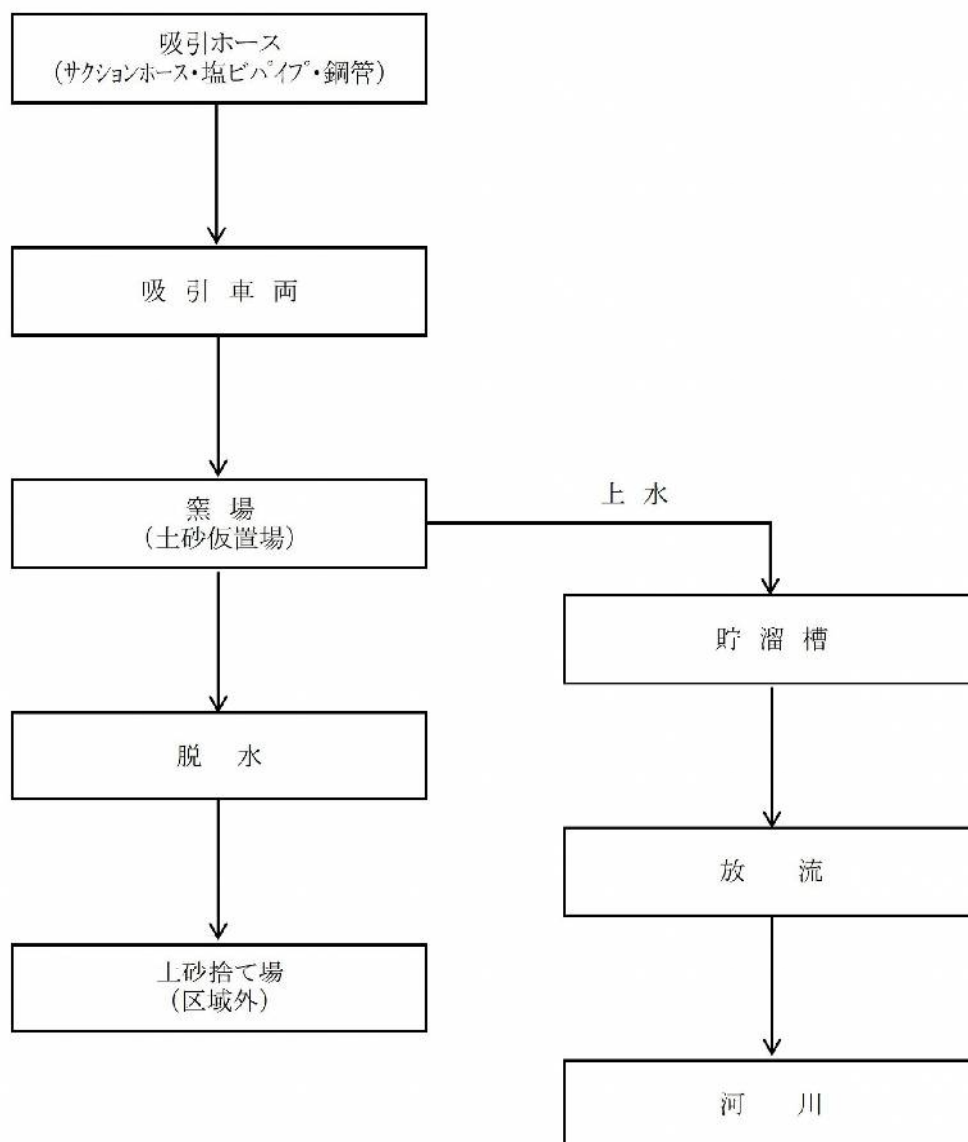 吸引ホース
(サクションホース・塩ビパイプ・鋼管)
吸 引 車 両
窯 場
(土砂仮置場)
上 水
貯 溜 槽
脱 水
放 流
土砂捨て場
(区域外)
河 川